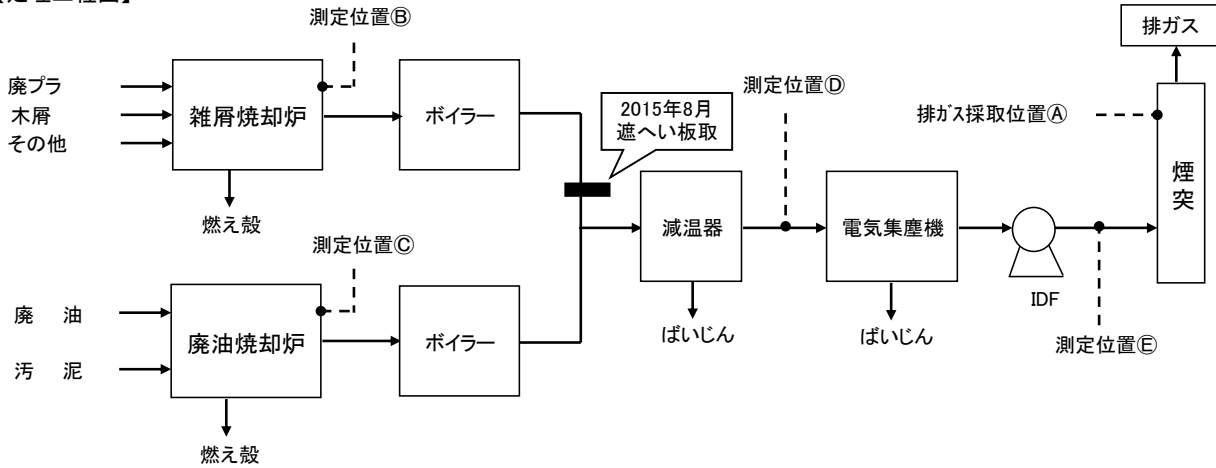 測定位置Ⓑ
排ガス
廃プラ
木屑
その他
雑屑焼却炉
ボイラー
2015年8月
遮へい板取
測定位置Ⓓ
排ガス採取位置Ⓐ
煙突
燃え殻
減温器
電気集塵機
測定位置Ⓒ
IDF
廃　油
汚　泥
廃油焼却炉
ボイラー
ばいじん
ばいじん
測定位置Ⓔ
燃え殻